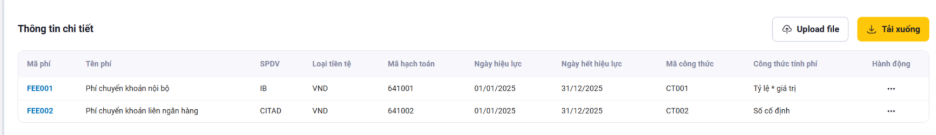 Thông tin chi tiết
Upload file
Tải xuống
Mã phí Tên phí SPDV Loại tiền tệ Mã hạch toán Ngày hiệu lực Ngày hết hiệu lực Mã công thức Công thức tính phí Hành động
FEE001 Phí chuyển khoản nội bộ IB VND 641001 01/01/2025 31/12/2025 CT001 Tỷ lệ * giá trị ...
FEE002 Phí chuyển khoản liên ngân hàng CITAD VND 641002 01/01/2025 31/12/2025 CT002 Số cố định ...